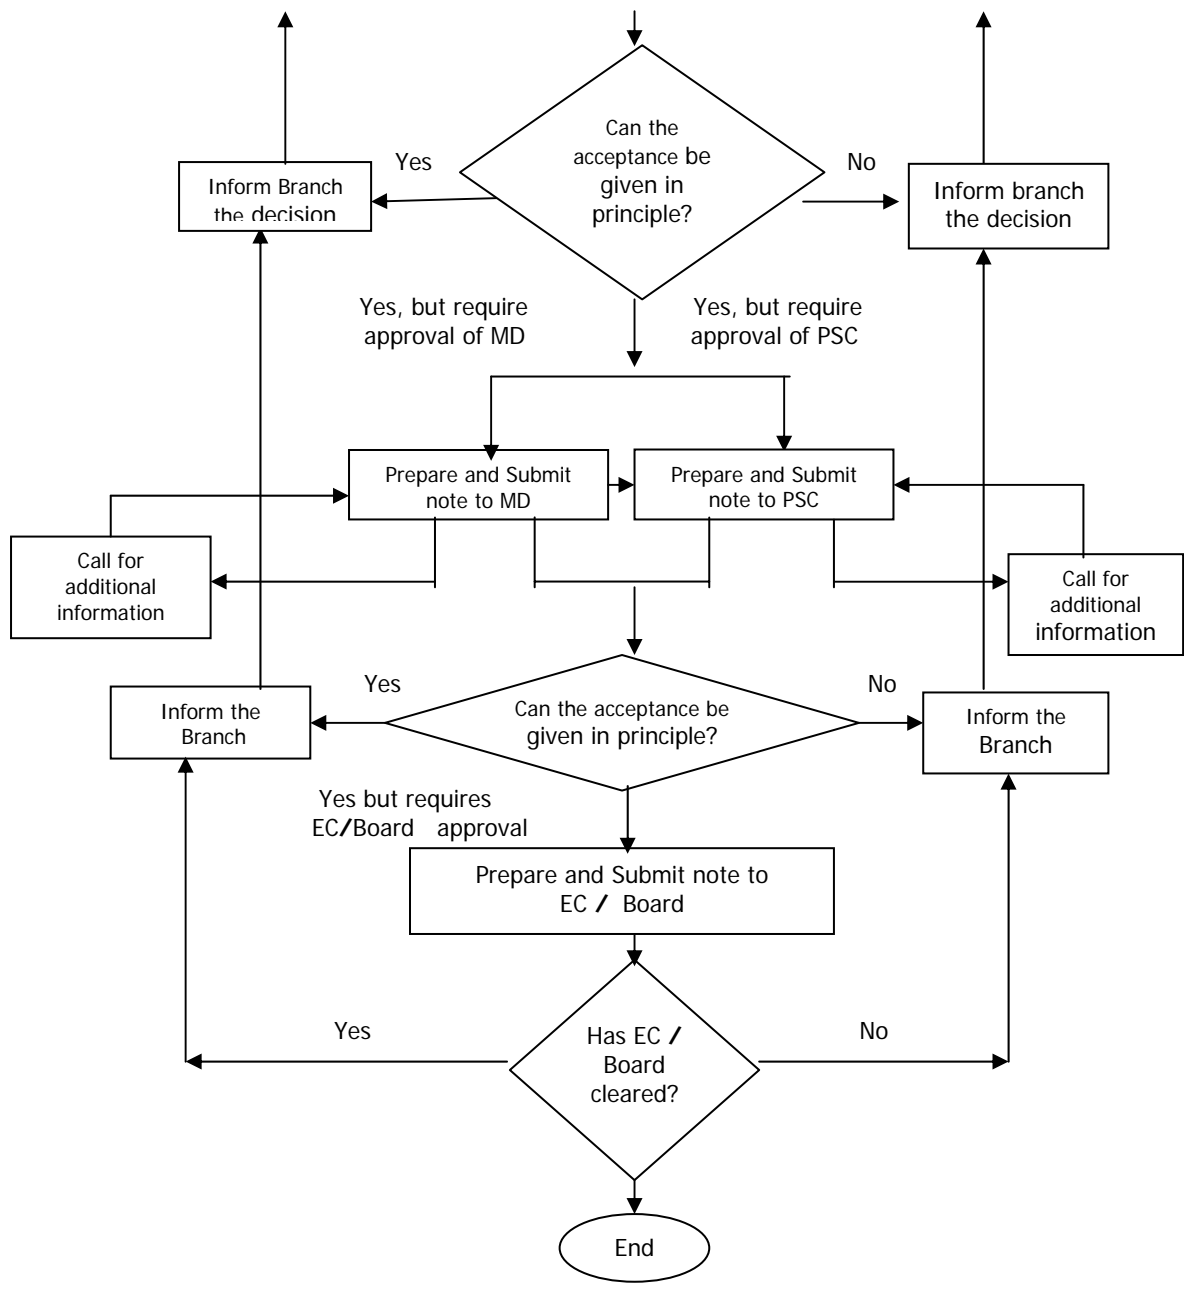 Can the
acceptance be
given in
principle?
Yes
No
Inform Branch
the decision
Inform branch
the decision
Yes, but require
approval of MD
Yes, but require
approval of PSC
Prepare and Submit
note to MD
Prepare and Submit
note to PSC
Call for
additional
information
Call for
additional
information
Yes
No
Inform the
Branch
Can the acceptance be
given in principle?
Inform the
Branch
Yes but requires
EC/Board approval
Prepare and Submit note to
EC / Board
Yes
No
Has EC /
Board
cleared?
End